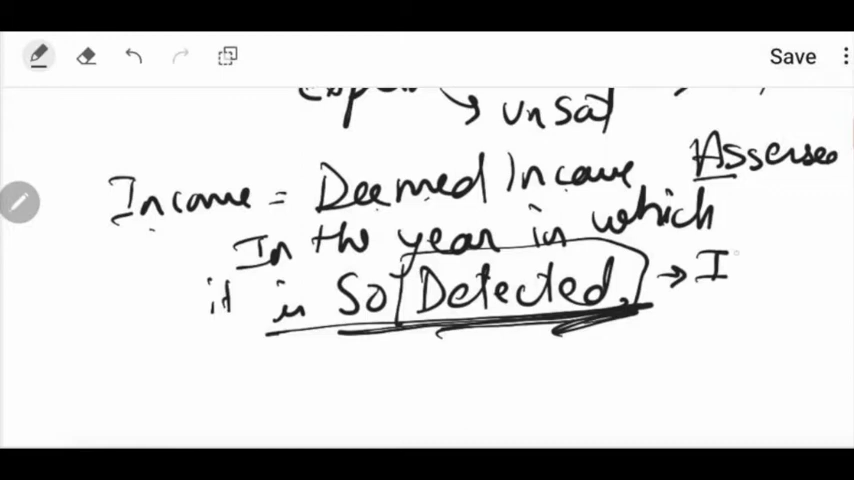 Save
unsat
Income = Deemed Income Assessee
In the year in which
it is So Detected. → I